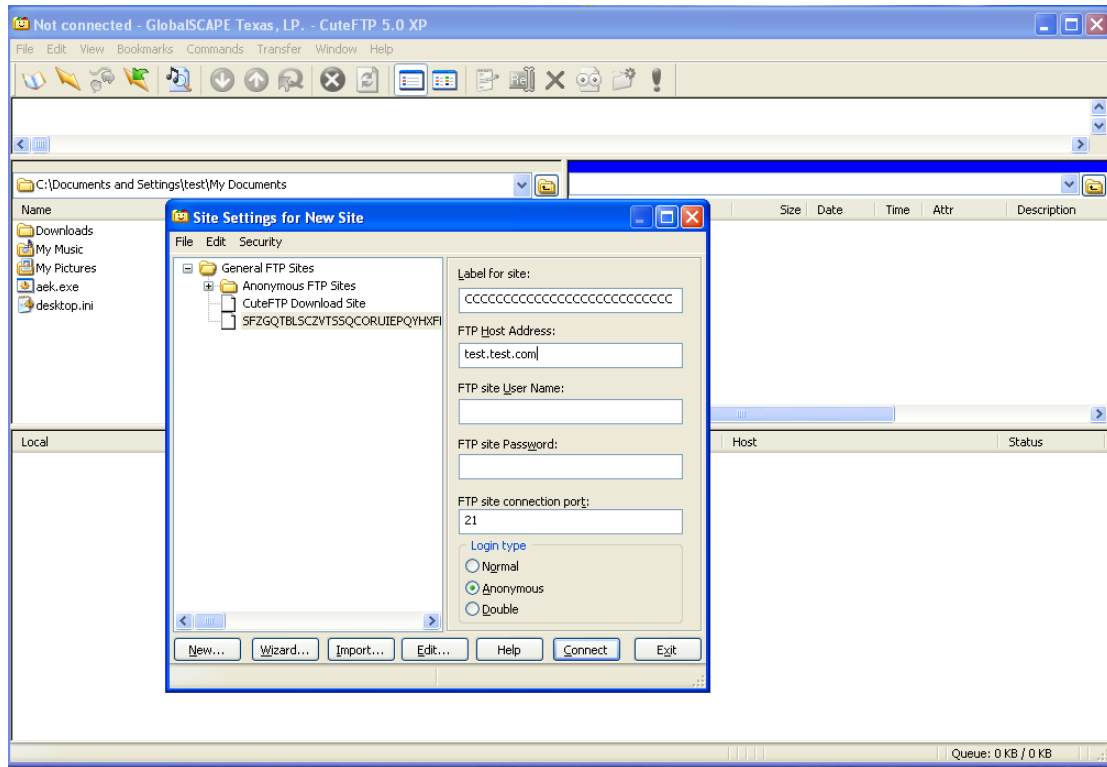 Not connected - GlobalSCAPE Texas, LP. - CuteFTP 5.0 XP
File Edit View Bookmarks Commands Transfer Window Help
C:\Documents and Settings\test\My Documents
Name
Size Date Time Attr Description
Downloads
My Music
My Pictures
aek.exe
desktop.ini
Site Settings for New Site
File Edit Security
General FTP Sites
Anonymous FTP Sites
CuteFTP Download Site
SFZGQTBLSCZVTSSQCORUIEPQYHXF
Label for site:
CCCCCCCCCCCCCCCCCCCCCCCCCCC
FTP Host Address:
test.test.com
FTP site User Name:
FTP site Password:
FTP site connection port:
21
Login type
Normal
Anonymous
Double
New... Wizard... Import... Edit... Help Connect Exit
Local
Host
Status
Queue: 0 KB / 0 KB